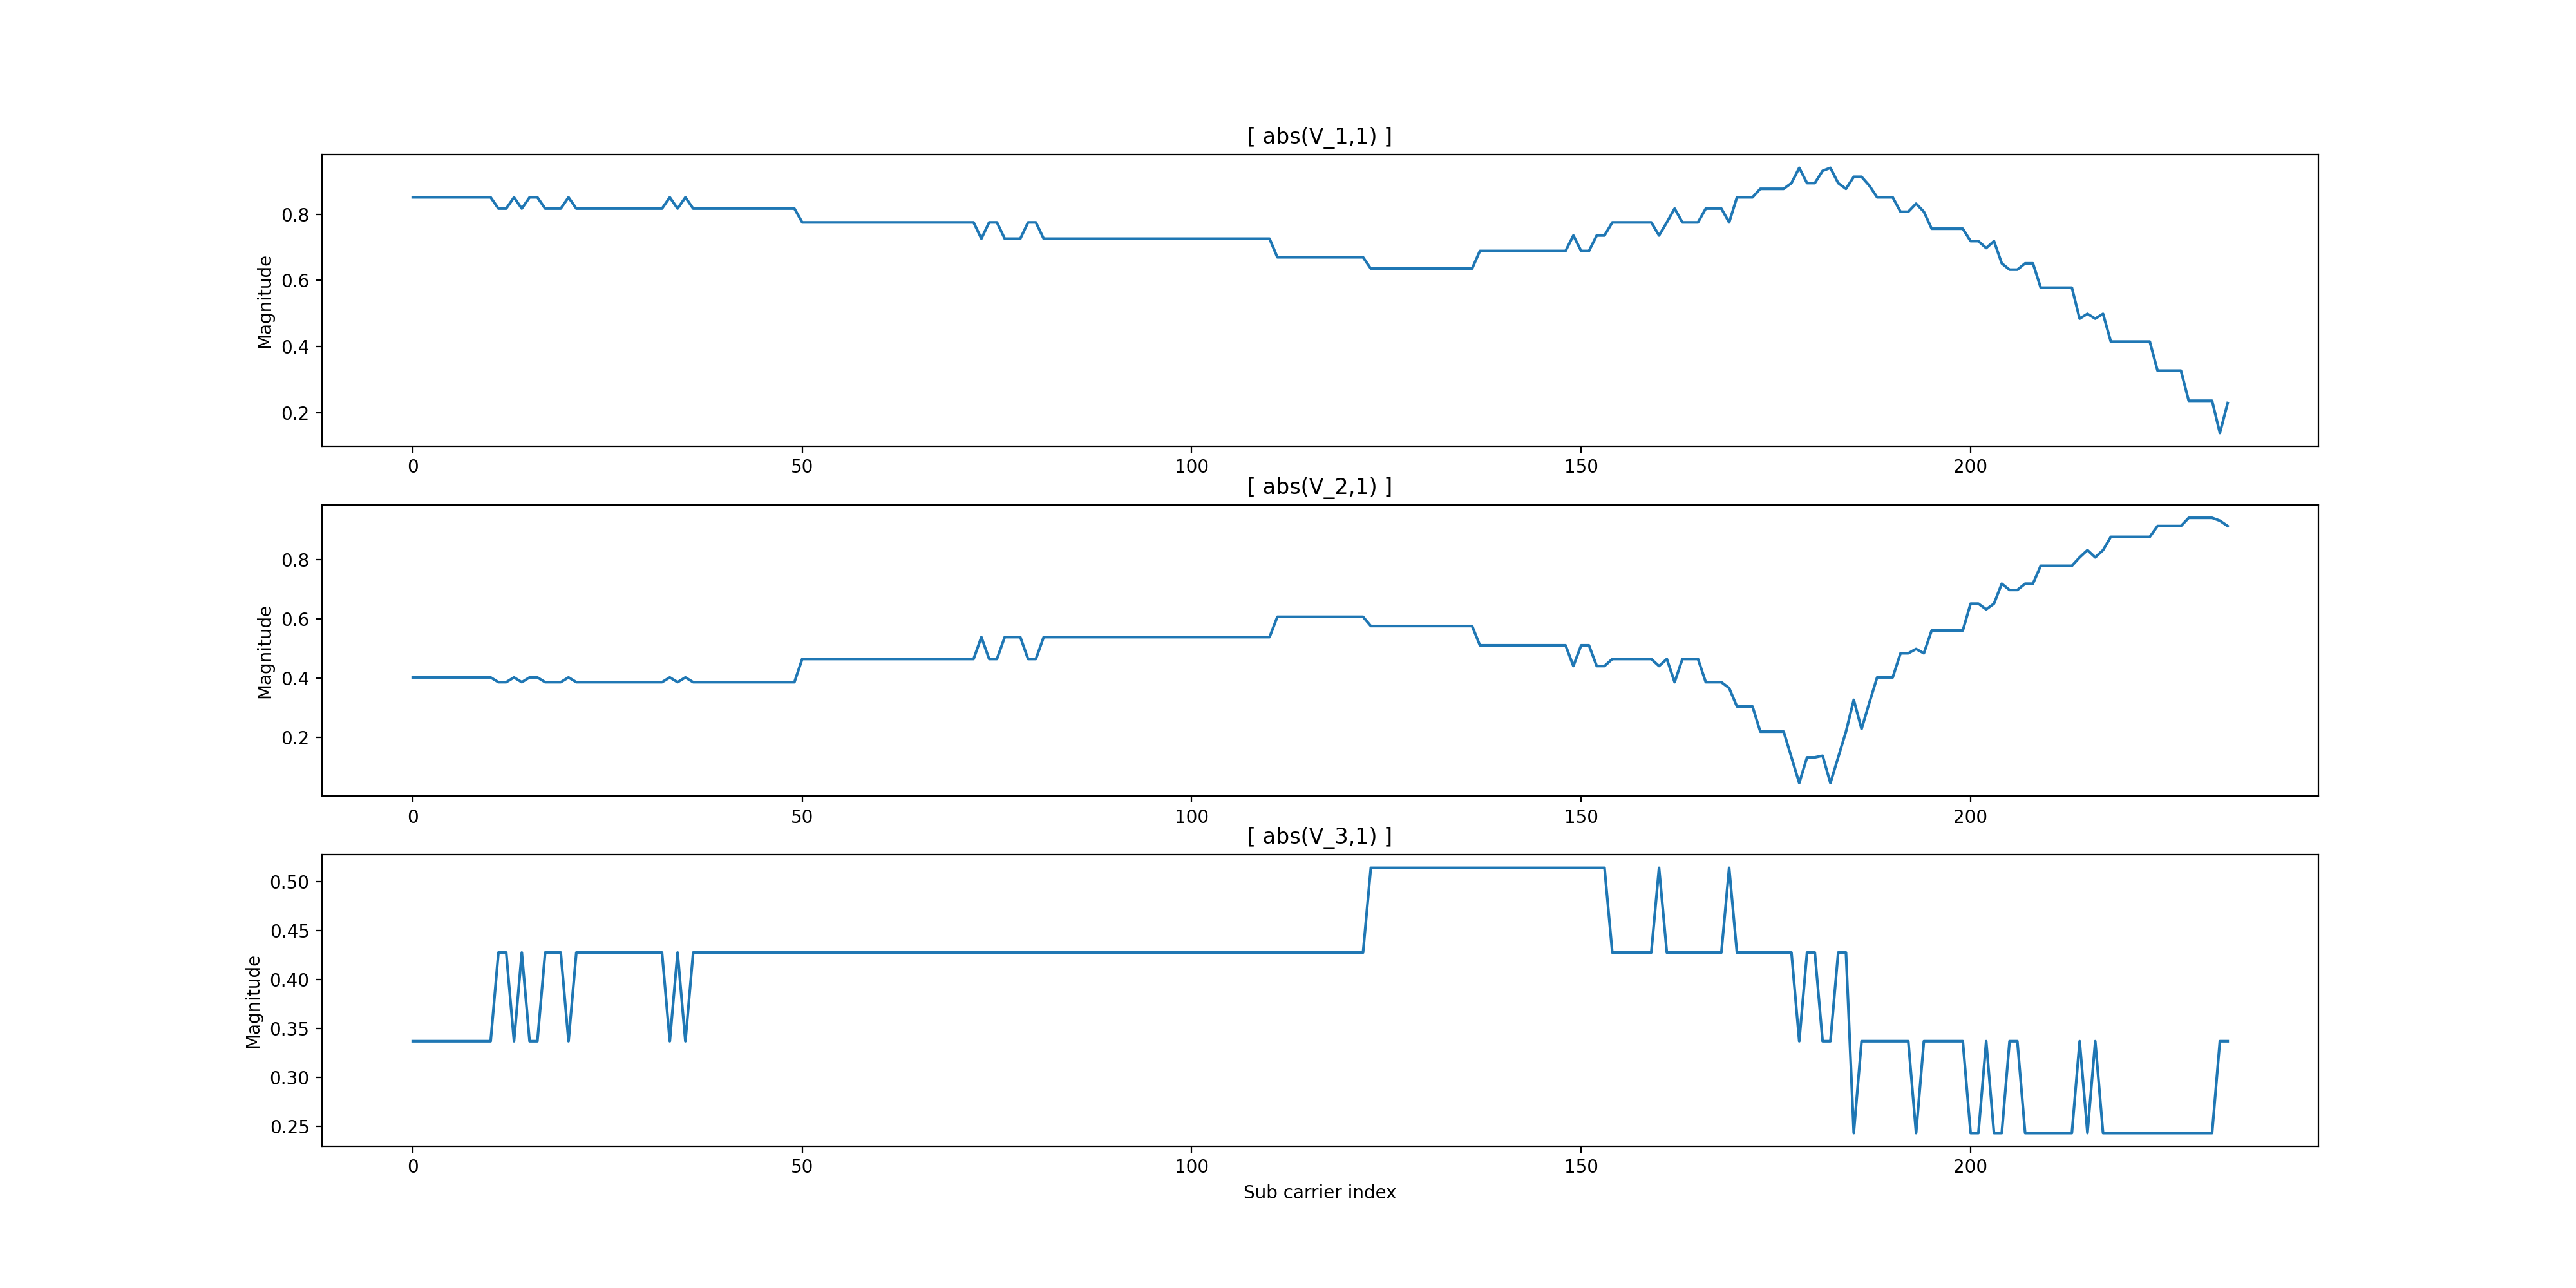 [ abs(V_1,1) ]
Magnitude
0.8
0.6
0.4
0.2
0 50 100 150 200
[ abs(V_2,1) ]
Magnitude
0.8
0.6
0.4
0.2
0 50 100 150 200
[ abs(V_3,1) ]
Magnitude
0.50
0.45
0.40
0.35
0.30
0.25
0 50 100 150 200
Sub carrier index